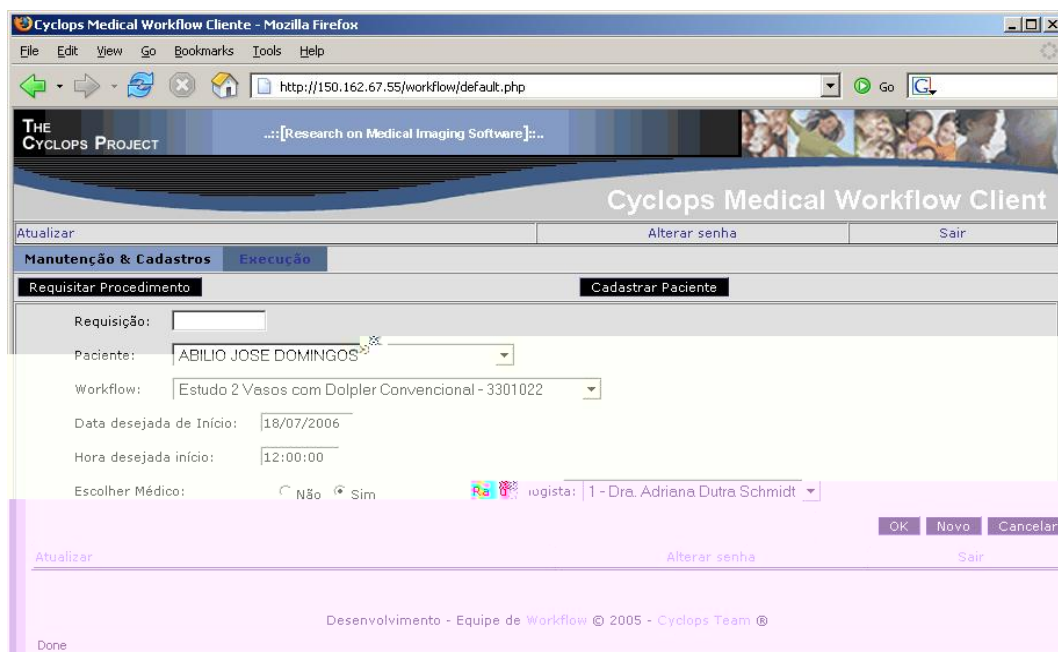 Cyclops Medical Workflow Cliente - Mozilla Firefox
File Edit View Go Bookmarks Tools Help
http://150.162.67.55/workflow/default.php Go G
THE CYCLOPS PROJECT
..::[Research on Medical Imaging Software]::..
Cyclops Medical Workflow Client
Atualizar Alterar senha Sair
Manutenção & Cadastros Execução
Requisitar Procedimento Cadastrar Paciente
Requisição:
Paciente: ABILIO JOSE DOMINGOS
Workflow: Estudo 2 Vasos com Dolpler Convencional - 3301022
Data desejada de Início: 18/07/2006
Hora desejada início: 12:00:00
Escolher Médico: Não Sim 1 - Dra. Adriana Dutra Schmidt
OK Novo Cancelar
Atualizar Alterar senha Sair
Desenvolvimento - Equipe de Workflow © 2005 - Cyclops Team ®
Done